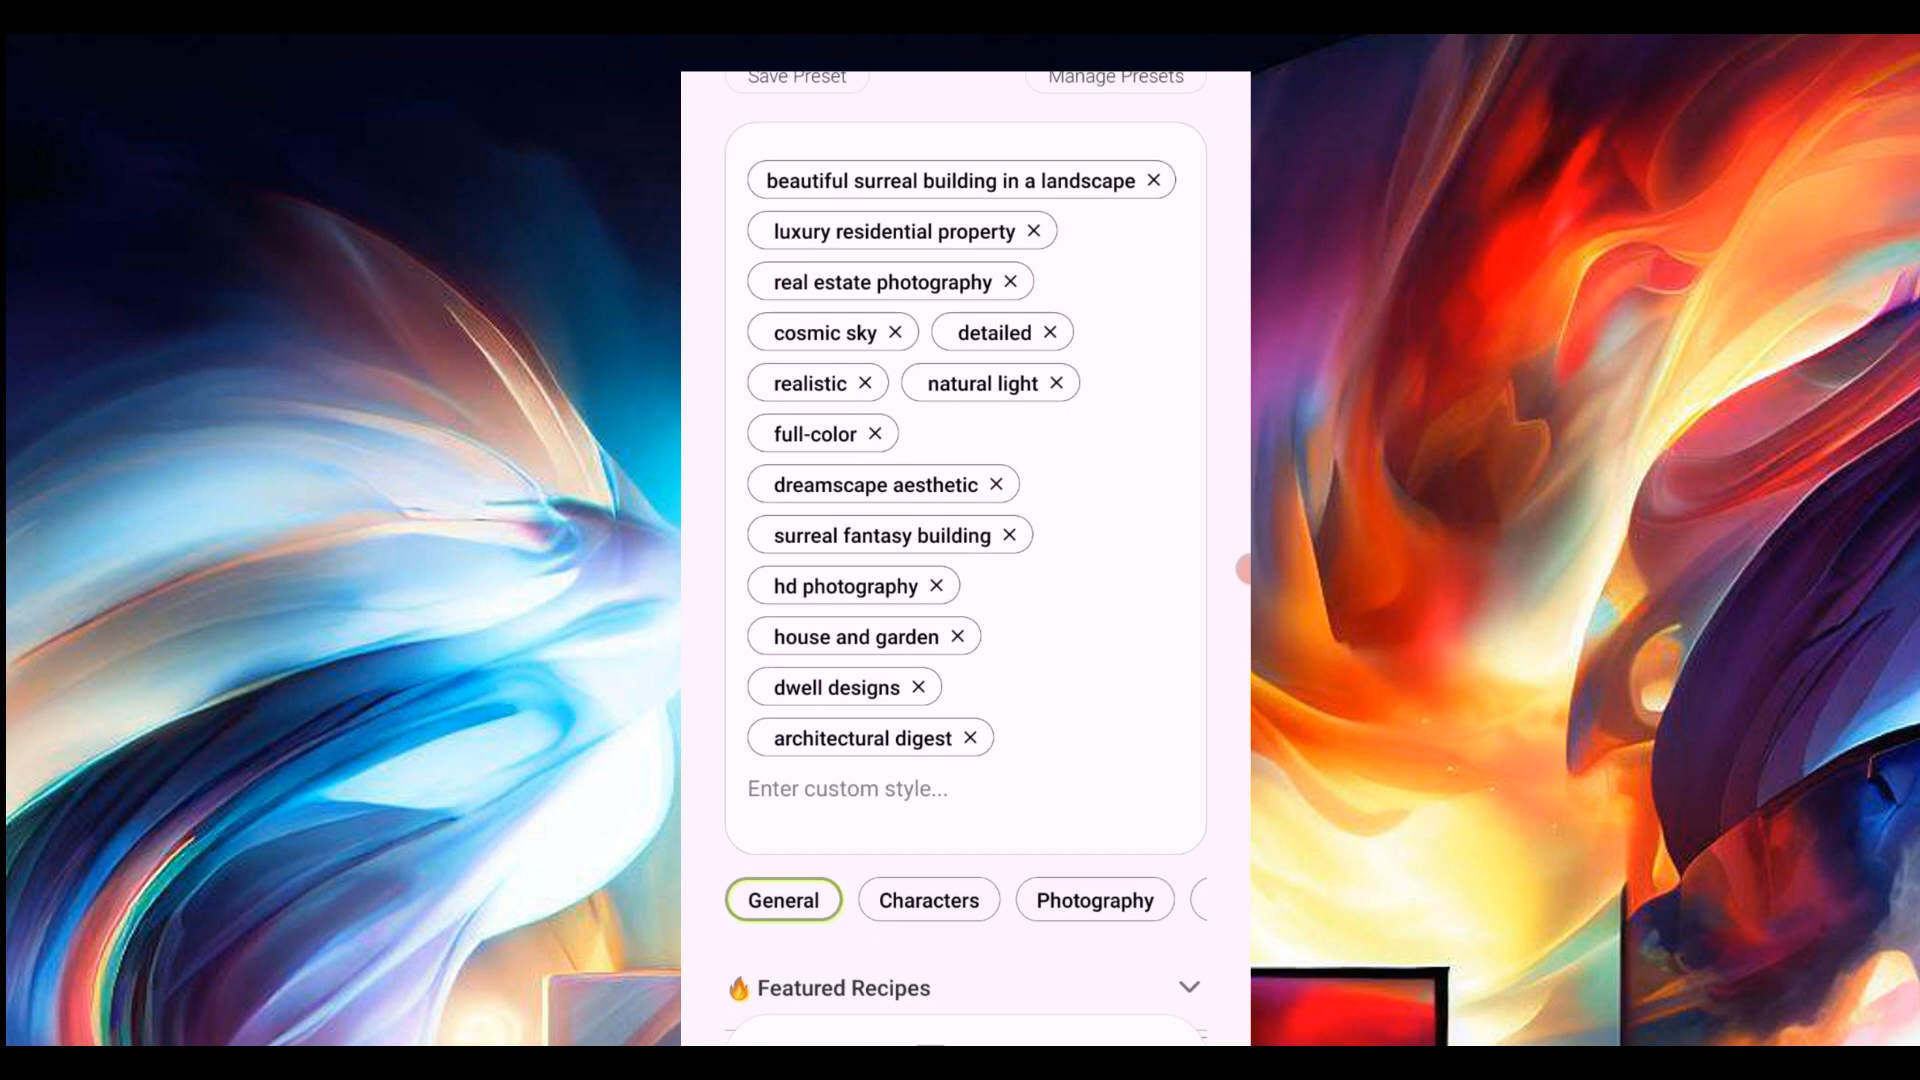 Save Preset Manage Presets
beautiful surreal building in a landscape ×
luxury residential property ×
real estate photography ×
cosmic sky × detailed ×
realistic × natural light ×
full-color ×
dreamscape aesthetic ×
surreal fantasy building ×
hd photography ×
house and garden ×
dwell designs ×
architectural digest ×
Enter custom style...
General Characters Photography
🔥 Featured Recipes